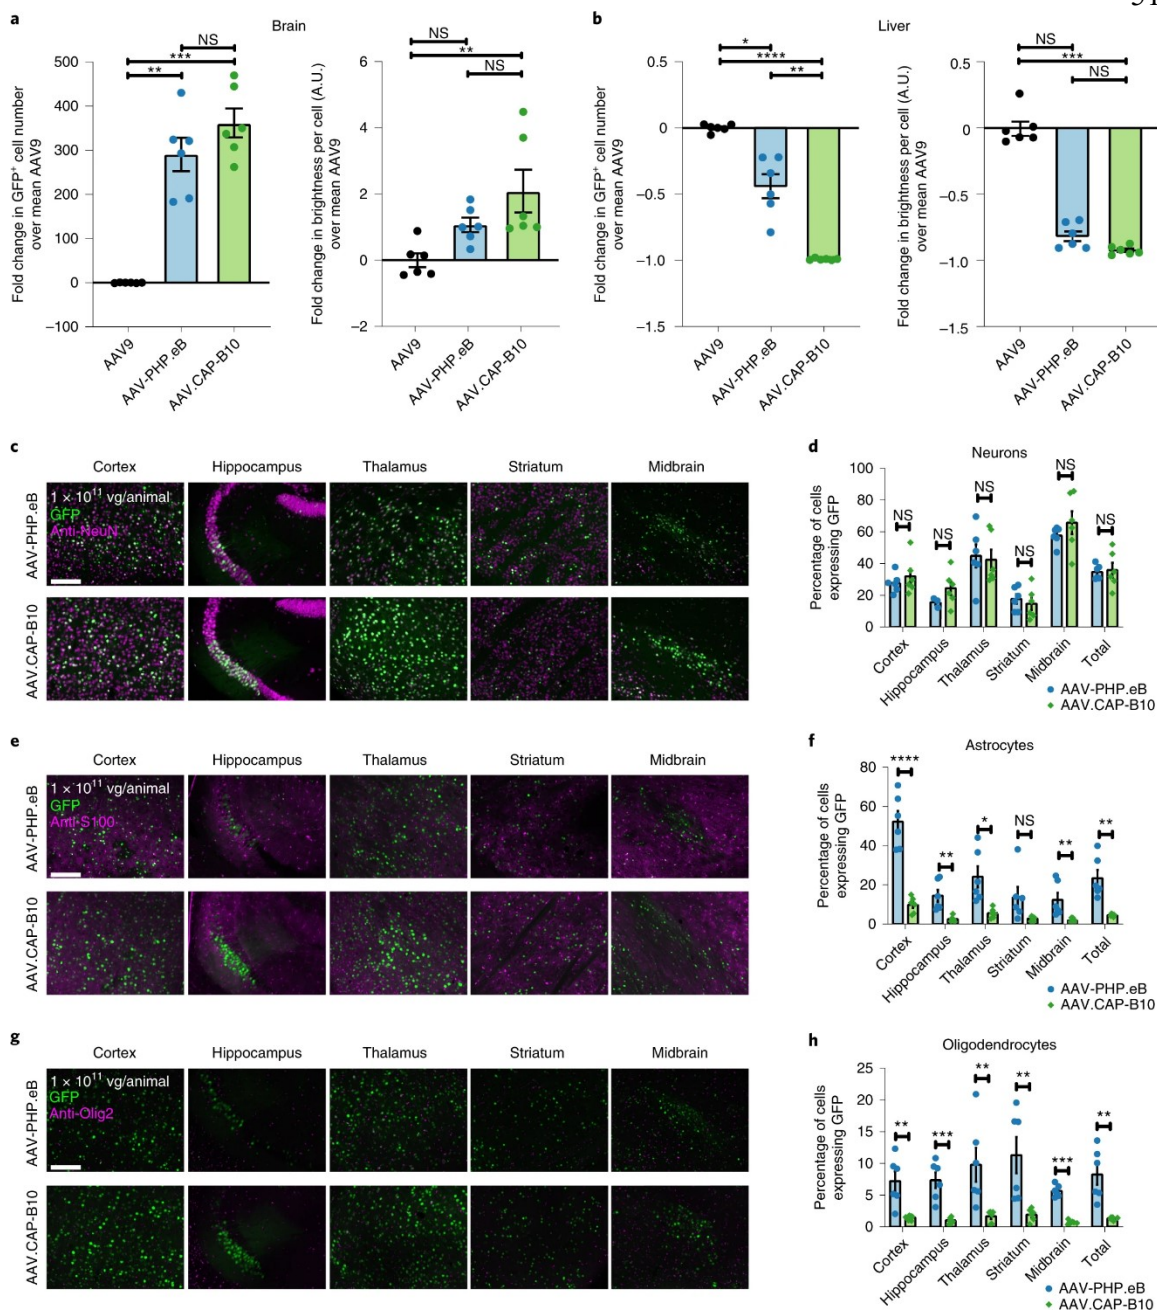 a
Brain
NS
***
**
500
400
300
200
100
0
−100
Fold change in GFP⁺ cell number
over mean AAV9
AAV9
AAV-PHP.eB
AAV.CAP-B10
NS
**
NS
6
4
2
0
−2
Fold change in brightness per cell (A.U.)
over mean AAV9
AAV9
AAV-PHP.eB
AAV.CAP-B10
b
Liver
*
****
**
0.5
0
−0.5
−1.0
−1.5
Fold change in GFP⁺ cell number
over mean AAV9
AAV9
AAV-PHP.eB
AAV.CAP-B10
NS
***
NS
0.5
0
−0.5
−1.0
−1.5
Fold change in brightness per cell (A.U.)
over mean AAV9
AAV9
AAV-PHP.eB
AAV.CAP-B10
c
Cortex Hippocampus Thalamus Striatum Midbrain
AAV-PHP.eB
1 × 10¹¹ vg/animal
GFP
Anti-NeuN
AAV.CAP-B10
d
Neurons
100
80
60
40
20
0
Percentage of cells
expressing GFP
NS NS NS NS NS NS
Cortex Hippocampus Thalamus Striatum Midbrain Total
AAV-PHP.eB
AAV.CAP-B10
e
Cortex Hippocampus Thalamus Striatum Midbrain
AAV-PHP.eB
1 × 10¹¹ vg/animal
GFP
Anti-S100
AAV.CAP-B10
f
Astrocytes
80
60
40
20
0
Percentage of cells
expressing GFP
**** ** * NS ** **
Cortex Hippocampus Thalamus Striatum Midbrain Total
AAV-PHP.eB
AAV.CAP-B10
g
Cortex Hippocampus Thalamus Striatum Midbrain
AAV-PHP.eB
1 × 10¹¹ vg/animal
GFP
Anti-Olig2
AAV.CAP-B10
h
Oligodendrocytes
25
20
15
10
5
0
Percentage of cells
expressing GFP
** *** ** ** *** **
Cortex Hippocampus Thalamus Striatum Midbrain Total
AAV-PHP.eB
AAV.CAP-B10